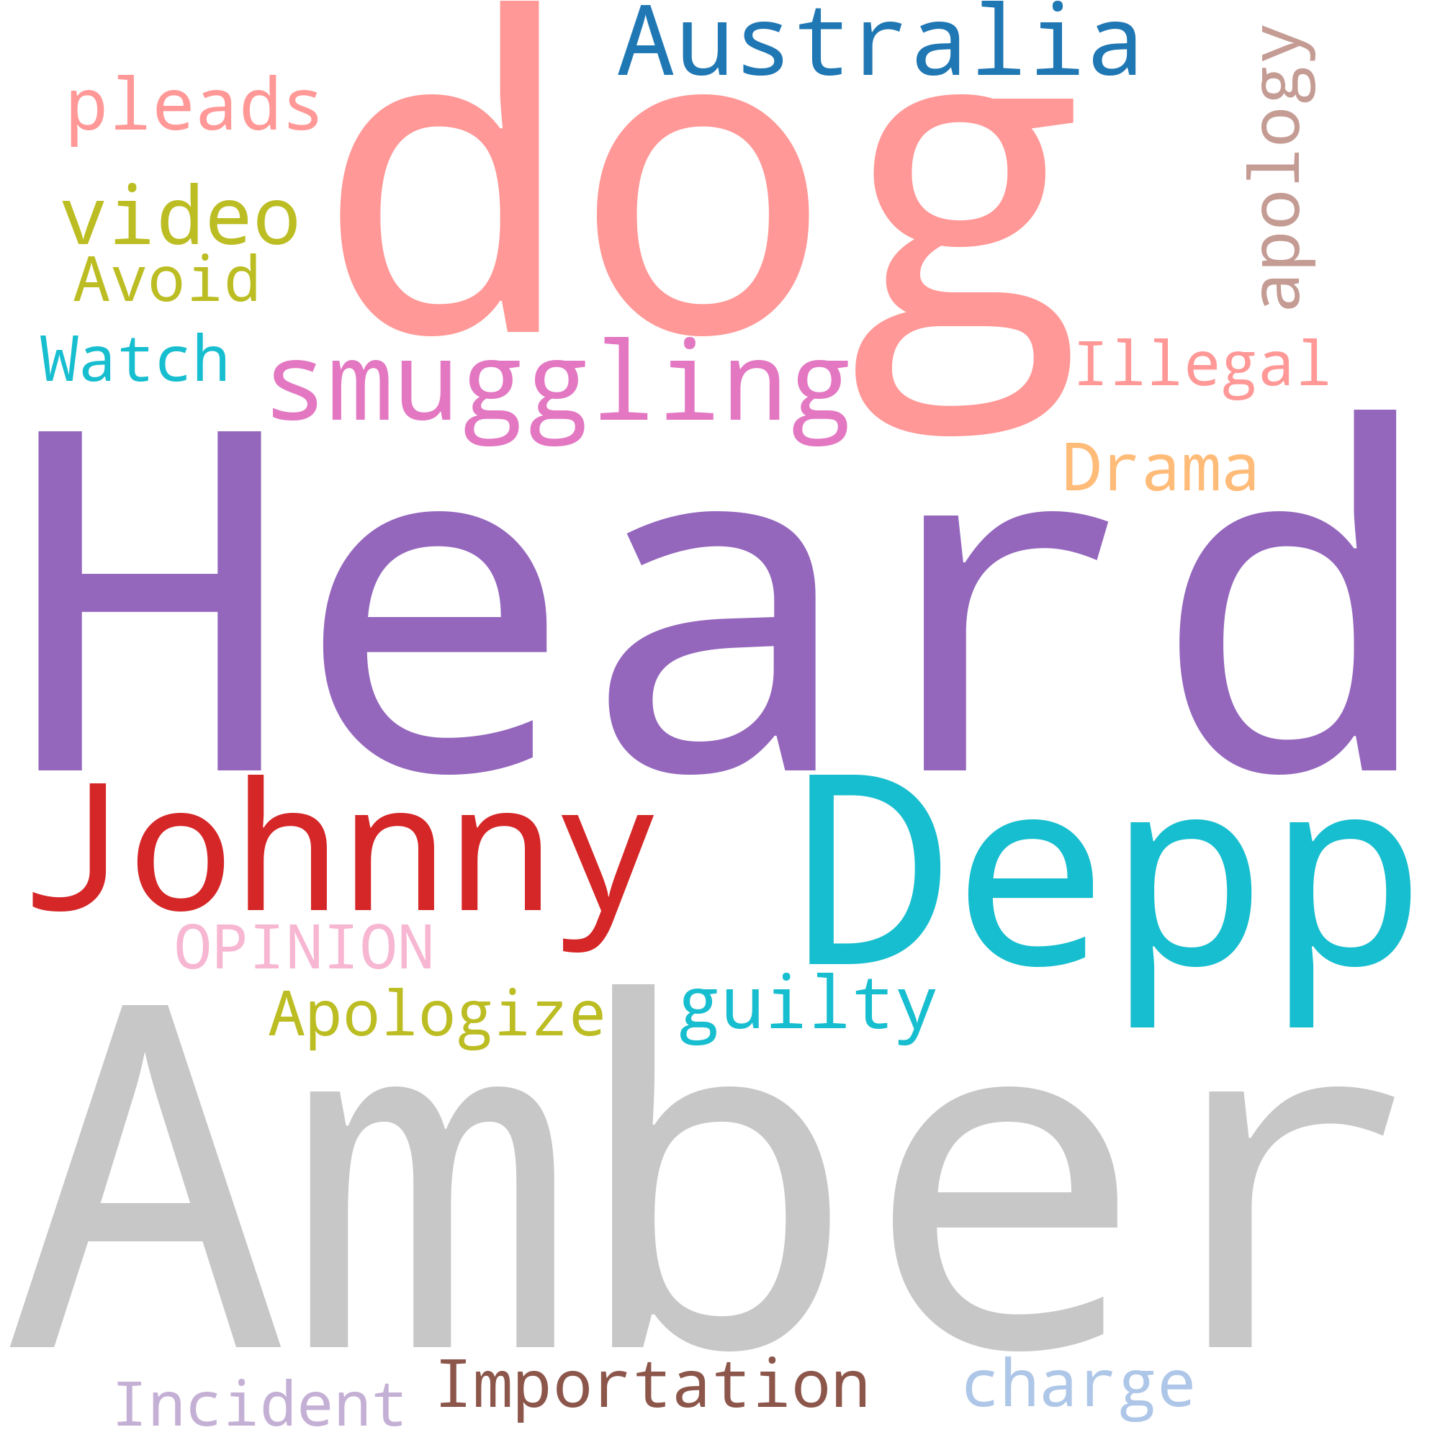 Australia
apology
pleads
dog
video
Avoid
Watch
smuggling
Illegal
Drama
Heard
Johnny
Depp
OPINION
Apologize
guilty
Amber
Incident
Importation
charge